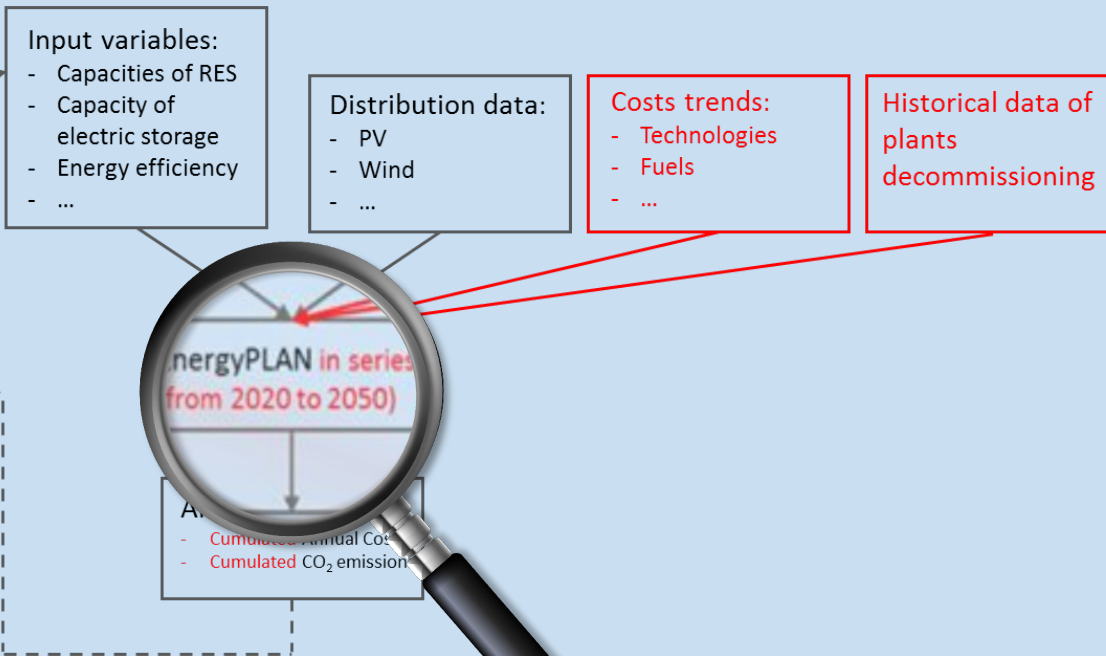 Input variables:
- Capacities of RES
- Capacity of
electric storage
- Energy efficiency
- ...
Distribution data:
- PV
- Wind
- ...
Costs trends:
- Technologies
- Fuels
- ...
Historical data of
plants
decommissioning
nergyPLAN in series
from 2020 to 2050)
- Cumulated Annual
- Cumulated CO₂ emission